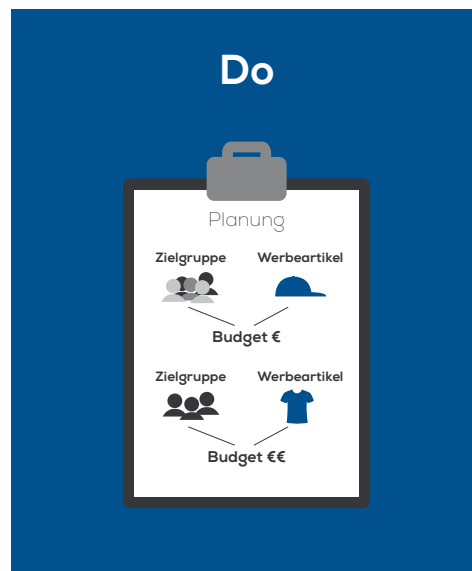 Do
Planung
Zielgruppe Werbeartikel
Budget €
Zielgruppe Werbeartikel
Budget €€